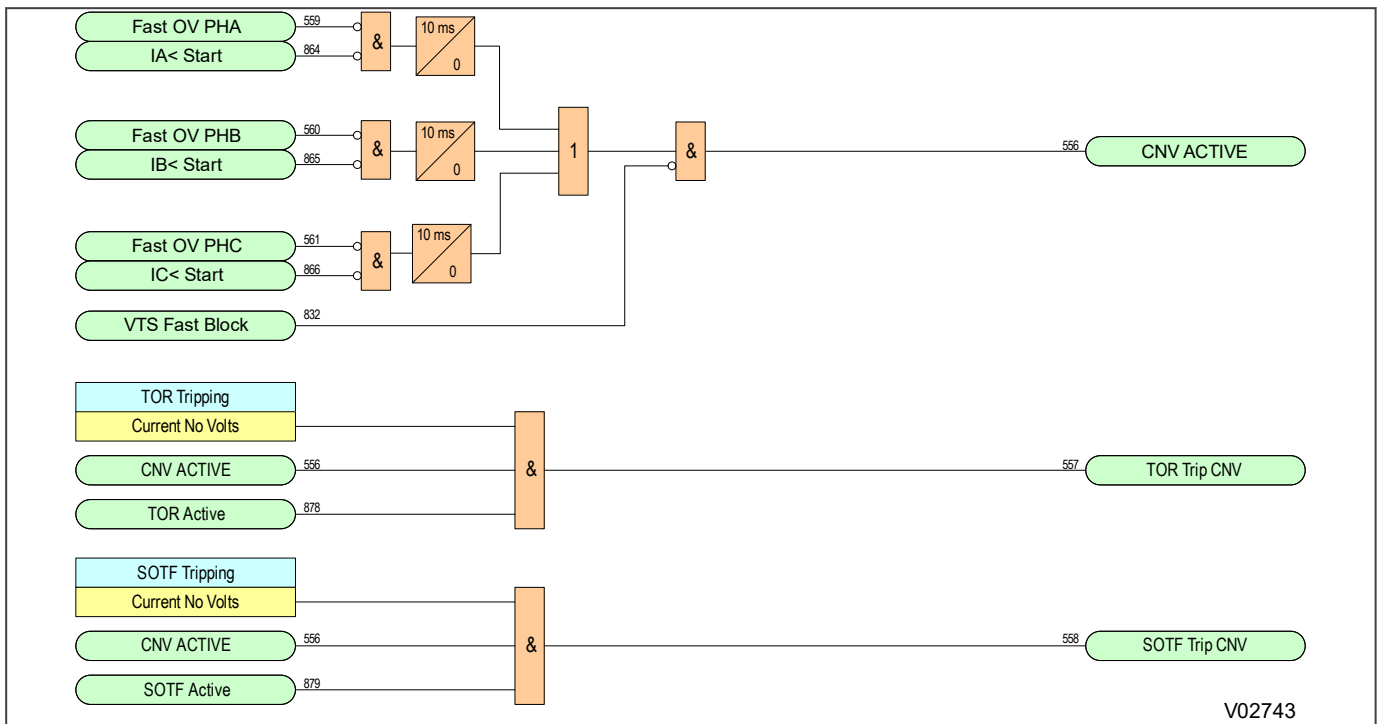 Fast OV PHA 559
IA< Start 864
& 10 ms 0
Fast OV PHB 560
IB< Start 865
& 10 ms 0
1
&
556 CNV ACTIVE
Fast OV PHC 561
IC< Start 866
& 10 ms 0
VTS Fast Block 832
TOR Tripping
Current No Volts
CNV ACTIVE 556
&
557 TOR Trip CNV
TOR Active 878
SOTF Tripping
Current No Volts
CNV ACTIVE 556
&
558 SOTF Trip CNV
SOTF Active 879
V02743